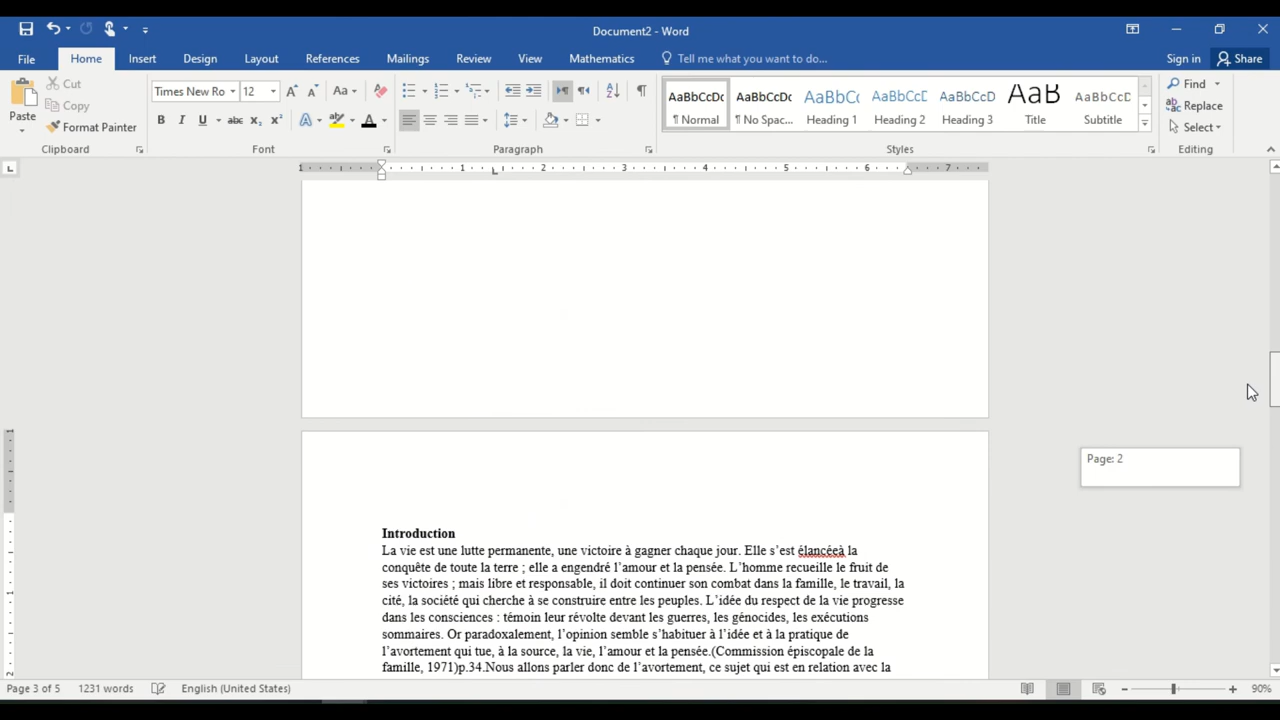 Document2 - Word
File Home Insert Design Layout References Mailings Review View Mathematics Tell me what you want to do... Sign in Share
Cut
Copy
Format Painter
Paste
Clipboard
Times New Ro 12
Font
Paragraph
AaBbCcDc AaBbCcDc AaBbCc AaBbCcD AaBbCcD AaB AaBbCcD
¶ Normal ¶ No Spac... Heading 1 Heading 2 Heading 3 Title Subtitle
Styles
Find
Replace
Select
Editing
1 1 2 3 4 5 6 7
Page: 2
Introduction
La vie est une lutte permanente, une victoire à gagner chaque jour. Elle s’est élancéeà la
conquête de toute la terre ; elle a engendré l’amour et la pensée. L’homme recueille le fruit de
ses victoires ; mais libre et responsable, il doit continuer son combat dans la famille, le travail, la
cité, la société qui cherche à se construire entre les peuples. L’idée du respect de la vie progresse
dans les consciences : témoin leur révolte devant les guerres, les génocides, les exécutions
sommaires. Or paradoxalement, l’opinion semble s’habituer à l’idée et à la pratique de
l’avortement qui tue, à la source, la vie, l’amour et la pensée.(Commission épiscopale de la
famille, 1971)p.34.Nous allons parler donc de l’avortement, ce sujet qui est en relation avec la
Page 3 of 5 1231 words English (United States) 90%